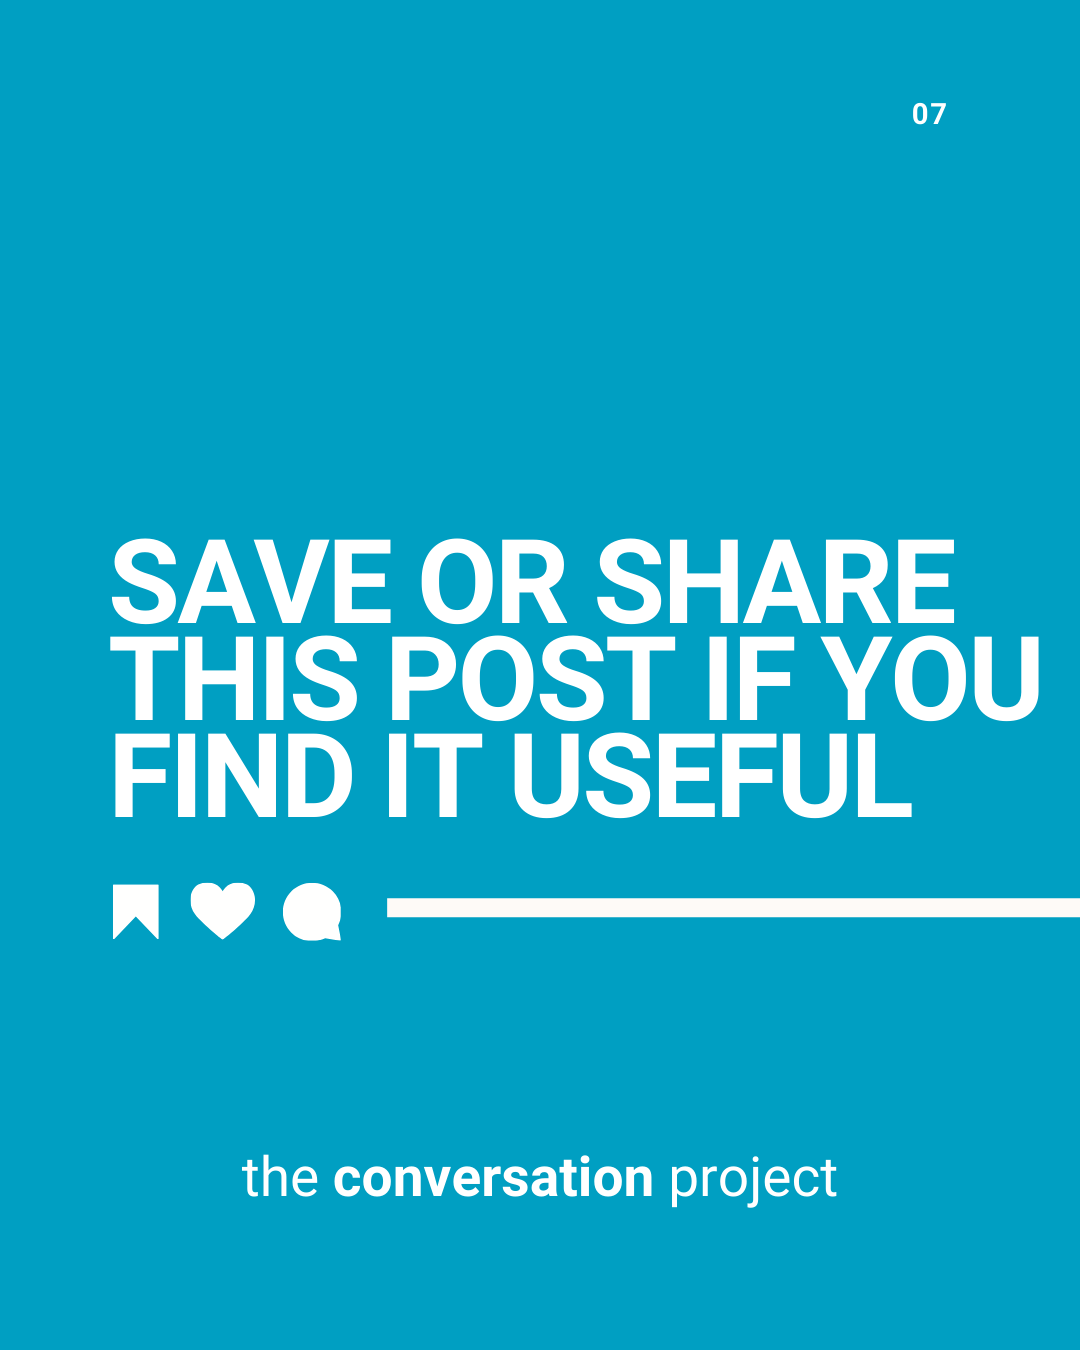 07
SAVE OR SHARE
THIS POST IF YOU
FIND IT USEFUL
the conversation project